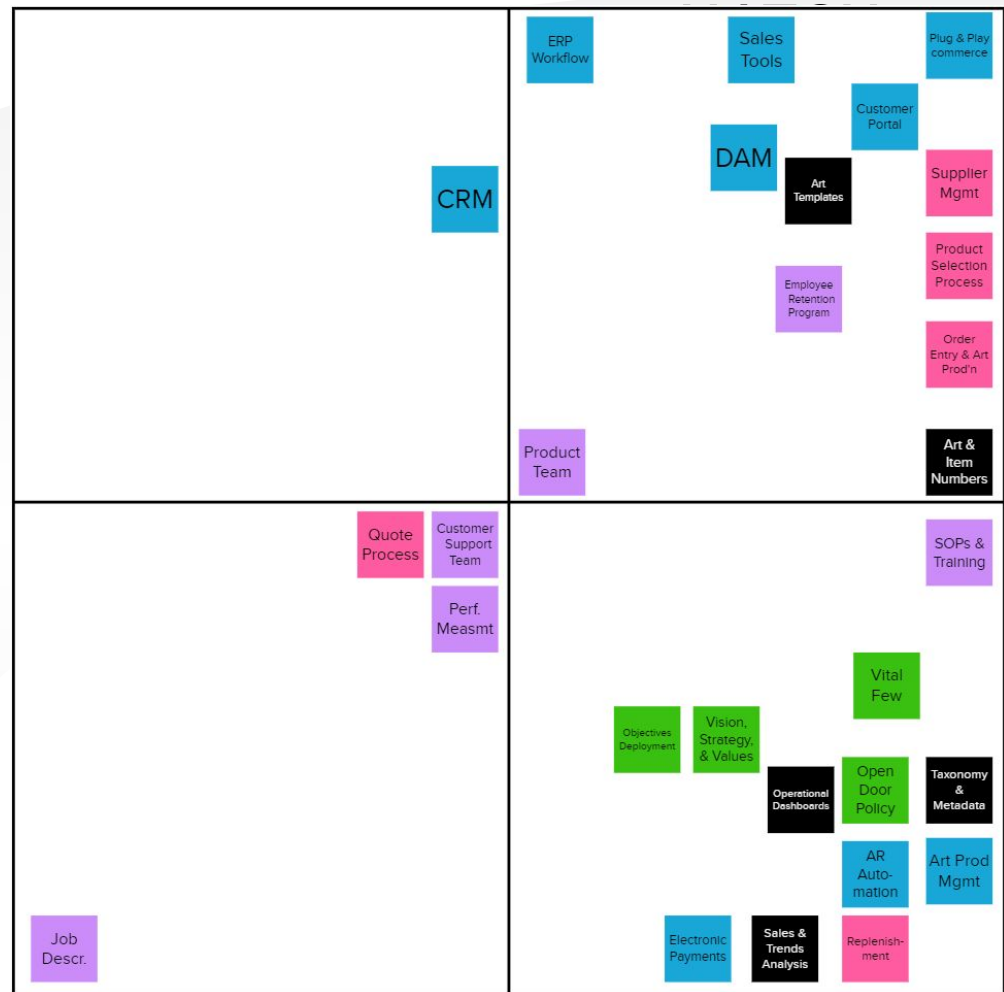 ERP
Workflow
Sales
Tools
Plug & Play
commerce
Customer
Portal
DAM
Art
Templates
Supplier
Mgmt
CRM
Product
Selection
Process
Employee
Retention
Program
Order
Entry & Art
Prod'n
Product
Team
Art &
Item
Numbers
Quote
Process
Customer
Support
Team
Perf.
Measmt
Job
Descr.
SOPs &
Training
Vital
Few
Objectives
Deployment
Vision,
Strategy,
& Values
Operational
Dashboards
Open
Door
Policy
Taxonomy
&
Metadata
AR
Auto-
mation
Art Prod
Mgmt
Electronic
Payments
Sales &
Trends
Analysis
Replenish-
ment